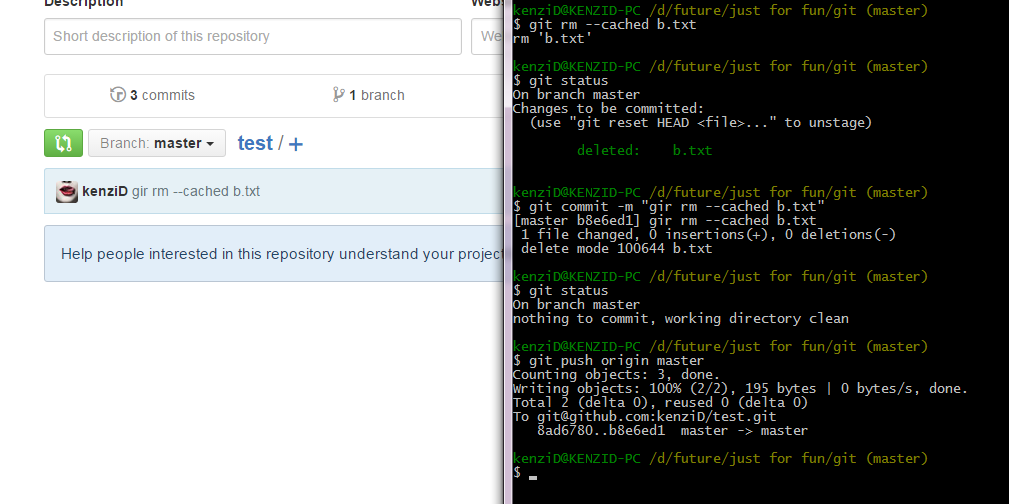 Description
Webs
Short description of this repository
We
3 commits
1 branch
Branch: master
test / +
kenziD gir rm --cached b.txt
Help people interested in this repository understand your project
kenziD@KENZID-PC /d/future/just for fun/git (master)
$ git rm --cached b.txt
rm 'b.txt'
kenziD@KENZID-PC /d/future/just for fun/git (master)
$ git status
On branch master
Changes to be committed:
(use "git reset HEAD <file>..." to unstage)
deleted: b.txt
kenziD@KENZID-PC /d/future/just for fun/git (master)
$ git commit -m "gir rm --cached b.txt"
[master b8e6ed1] gir rm --cached b.txt
1 file changed, 0 insertions(+), 0 deletions(-)
delete mode 100644 b.txt
kenziD@KENZID-PC /d/future/just for fun/git (master)
$ git status
On branch master
nothing to commit, working directory clean
kenziD@KENZID-PC /d/future/just for fun/git (master)
$ git push origin master
Counting objects: 3, done.
Writing objects: 100% (2/2), 195 bytes | 0 bytes/s, done.
Total 2 (delta 0), reused 0 (delta 0)
To git@github.com:kenziD/test.git
8ad6780..b8e6ed1 master -> master
kenziD@KENZID-PC /d/future/just for fun/git (master)
$